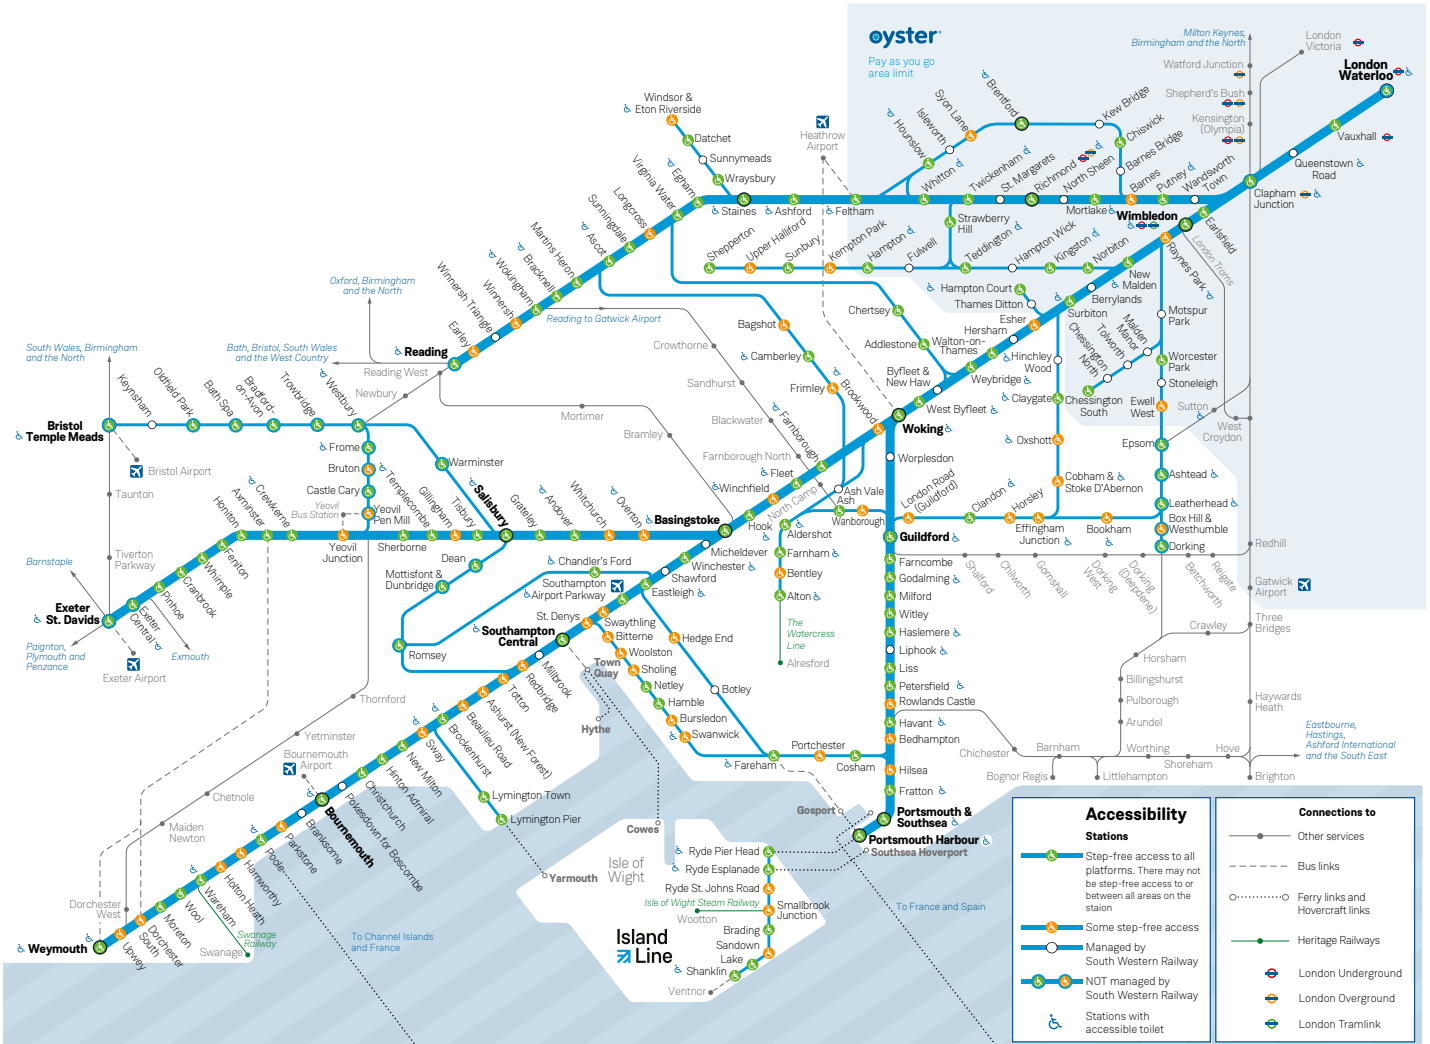 oyster
Pay as you go
area limit
Milton Keynes,
Birmingham and the North
London
Victoria
Watford Junction
Shepherd's Bush
Kensington
(Olympia)
London
Waterloo
Vauxhall
Queenstown
Road
Clapham
Junction
Windsor &
Eton Riverside
Datchet
Sunnymeads
Wraysbury
Heathrow
Airport
Hounslow
Isleworth
Syon Lane
Brentford
Kew Bridge
Chiswick
Barnes Bridge
Virginia Water
Egham
Staines
Ashford
Feltham
Whitton
Twickenham
St. Margarets
Richmond
North Sheen
Mortlake
Barnes
Putney
Wandsworth
Town
Wimbledon
Earlsfield
London Trams
Raynes Park
Strawberry
Hill
Shepperton
Upper Halliford
Sunbury
Kempton Park
Hampton
Fulwell
Teddington
Hampton Wick
Kingston
Norbiton
New
Malden
Berrylands
Surbiton
Hampton Court
Thames Ditton
Esher
Hersham
Walton-on-
Thames
Weybridge
Addlestone
Chertsey
Byfleet &
New Haw
West Byfleet
Woking
Hinchley
Wood
Claygate
Oxshott
Cobham &
Stoke D'Abernon
Chessington
North
Tolworth
Malden
Manor
Chessington
South
Motspur
Park
Worcester
Park
Stoneleigh
Ewell
West
Sutton
West
Croydon
Epsom
Ashtead
Leatherhead
Box Hill &
Westhumble
Dorking
Longcross
Sunningdale
Ascot
Martins Heron
Bracknell
Wokingham
Winnersh
Winnersh Triangle
Earley
Reading
Oxford, Birmingham
and the North
Reading to Gatwick Airport
Bath, Bristol, South Wales
and the West Country
Reading West
Newbury
Crowthorne
Sandhurst
Blackwater
Farnborough North
North Camp
Mortimer
Bramley
Bagshot
Camberley
Frimley
Brookwood
Farnborough
Fleet
Winchfield
Hook
Basingstoke
Ash Vale
Ash
Wanborough
Aldershot
Farnham
Bentley
Alton
The
Watercress
Line
Alresford
Worplesdon
London Road
(Guildford)
Clandon
Horsley
Effingham
Junction
Bookham
Guildford
Shalford
Chilworth
Gomshall
Dorking
West
Dorking
(Deepdene)
Betchworth
Reigate
Redhill
Gatwick
Airport
Three
Bridges
Crawley
Horsham
Billingshurst
Pulborough
Arundel
Haywards
Heath
Farncombe
Godalming
Milford
Witley
Haslemere
Liphook
Liss
Petersfield
Rowlands Castle
Havant
Bedhampton
Hilsea
Fratton
Portsmouth &
Southsea
Portsmouth Harbour
Southsea Hoverport
Gosport
Chichester
Barnham
Bognor Regis
Littlehampton
Worthing
Shoreham
Hove
Brighton
Eastbourne,
Hastings,
Ashford International
and the South East
South Wales, Birmingham
and the North
Bristol
Temple Meads
Keynsham
Oldfield Park
Bath Spa
Bradford-
on-Avon
Trowbridge
Westbury
Bristol Airport
Taunton
Tiverton
Parkway
Frome
Bruton
Castle Cary
Yeovil
Bus Station
Yeovil
Pen Mill
Yeovil
Junction
Warminster
Templecombe
Gillingham
Tisbury
Sherborne
Salisbury
Grateley
Andover
Whitchurch
Overton
Honiton
Axminster
Crewkerne
Feniton
Whimple
Cranbrook
Pinhoe
Exeter
Central
Exeter
St. Davids
Barnstaple
Paignton,
Plymouth and
Penzance
Exmouth
Exeter Airport
Dean
Mottisfont &
Dunbridge
Romsey
Chandler's Ford
Southampton
Airport Parkway
Micheldever
Winchester
Shawford
Eastleigh
St. Denys
Swaythling
Bitterne
Woolston
Sholing
Netley
Hamble
Bursledon
Swanwick
Hedge End
Botley
Fareham
Portchester
Cosham
Southampton
Central
Millbrook
Redbridge
Totton
Ashurst (New Forest)
Beaulieu Road
Brockenhurst
Sway
New Milton
Hinton Admiral
Christchurch
Pokesdown for Boscombe
Bournemouth
Branksome
Parkstone
Poole
Hamworthy
Holton Heath
Wareham
Wool
Moreton
Dorchester
South
Upwey
Weymouth
Lymington Town
Lymington Pier
Town
Quay
Hythe
Cowes
Yarmouth
Thornford
Yetminster
Chetnole
Maiden
Newton
Dorchester
West
Bournemouth
Airport
Swanage
Railway
Swanage
To Channel Islands
and France
To France and Spain
Isle of
Wight
Island
Line
Ryde Pier Head
Ryde Esplanade
Ryde St. Johns Road
Isle of Wight Steam Railway
Wootton
Smallbrook
Junction
Brading
Sandown
Lake
Shanklin
Ventnor
Accessibility
Stations
Step-free access to all
platforms. There may not
be step-free access to or
between all areas on the
staion
Some step-free access
Managed by
South Western Railway
NOT managed by
South Western Railway
Stations with
accessible toilet
Connections to
Other services
Bus links
Ferry links and
Hovercraft links
Heritage Railways
London Underground
London Overground
London Tramlink